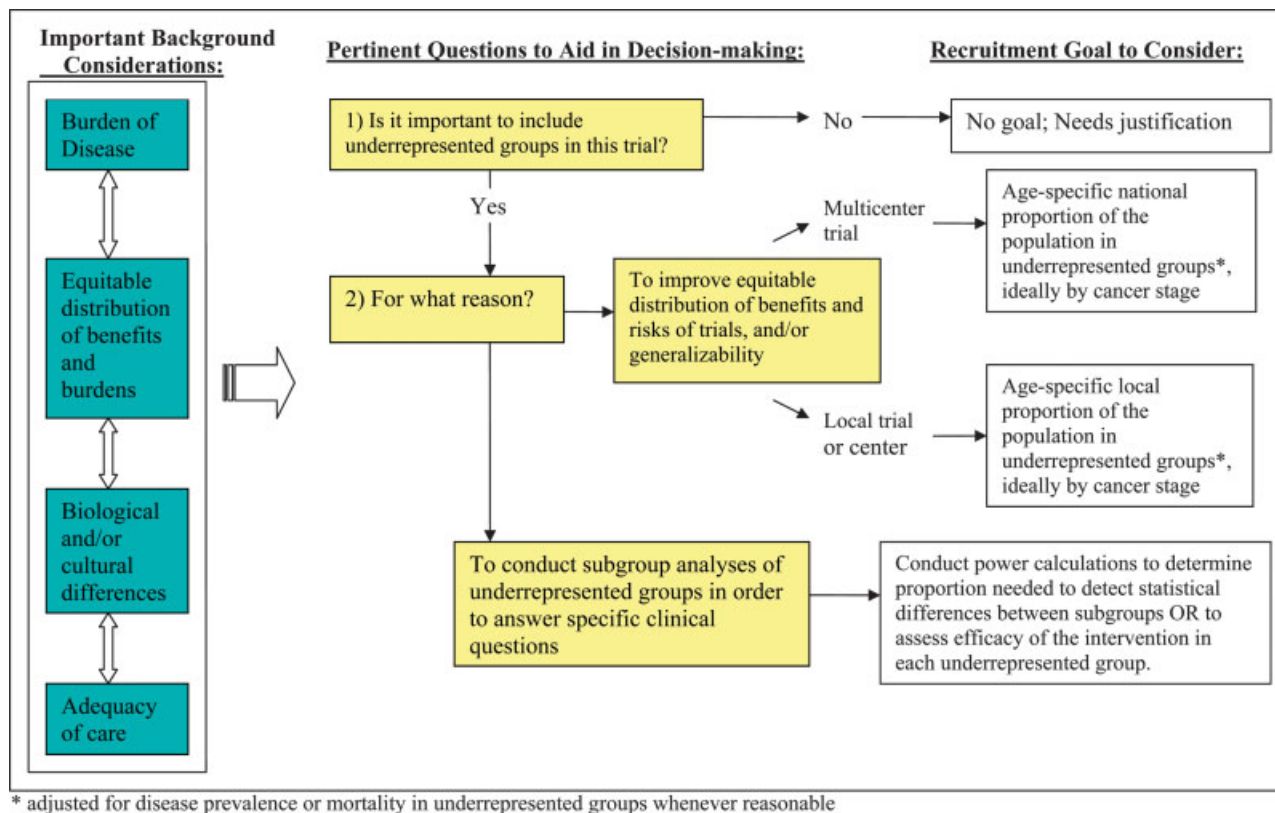 Important Background
Considerations:
Burden of
Disease
Equitable
distribution
of benefits
and
burdens
Biological
and/or
cultural
differences
Adequacy
of care
Pertinent Questions to Aid in Decision-making:
1) Is it important to include
underrepresented groups in this trial?
No
Yes
2) For what reason?
To improve equitable
distribution of benefits and
risks of trials, and/or
generalizability
Multicenter
trial
Local trial
or center
To conduct subgroup analyses of
underrepresented groups in order
to answer specific clinical
questions
Recruitment Goal to Consider:
No goal; Needs justification
Age-specific national
proportion of the
population in
underrepresented groups*,
ideally by cancer stage
Age-specific local
proportion of the
population in
underrepresented groups*,
ideally by cancer stage
Conduct power calculations to determine
proportion needed to detect statistical
differences between subgroups OR to
assess efficacy of the intervention in
each underrepresented group.
* adjusted for disease prevalence or mortality in underrepresented groups whenever reasonable